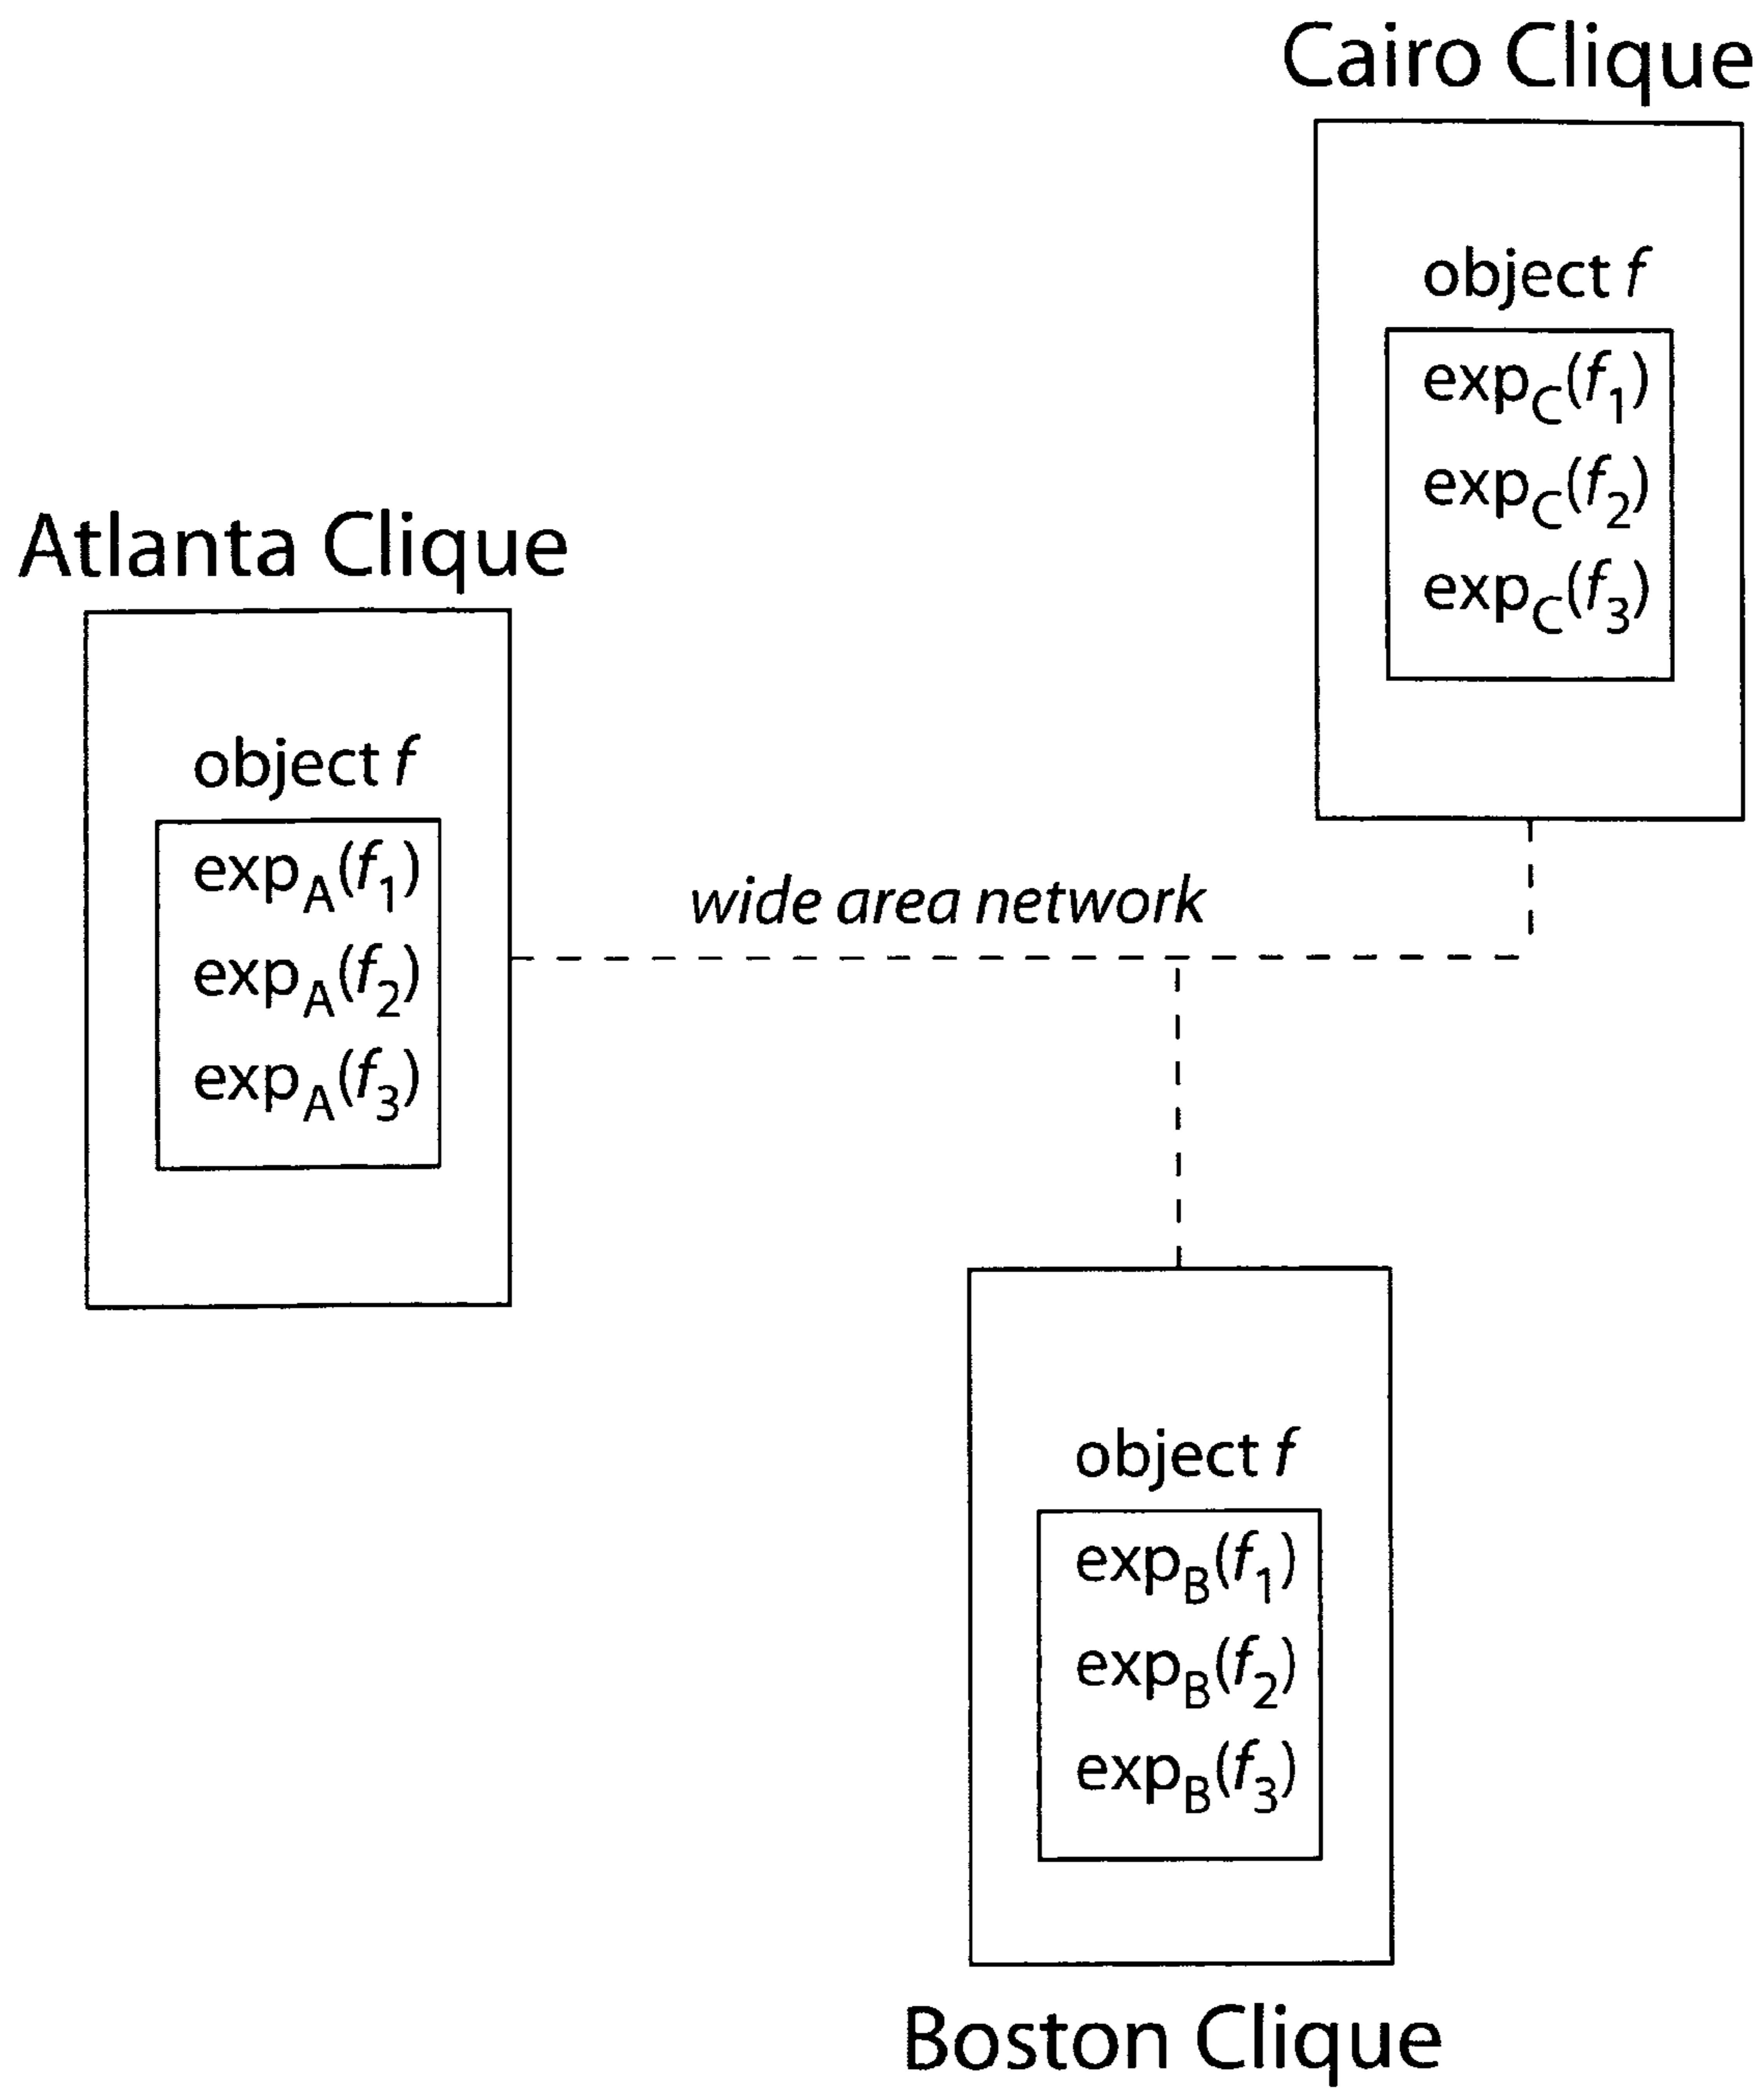 Cairo Clique
object f
exp_C(f_1)
exp_C(f_2)
exp_C(f_3)
Atlanta Clique
object f
exp_A(f_1)
exp_A(f_2)
exp_A(f_3)
wide area network
object f
exp_B(f_1)
exp_B(f_2)
exp_B(f_3)
Boston Clique